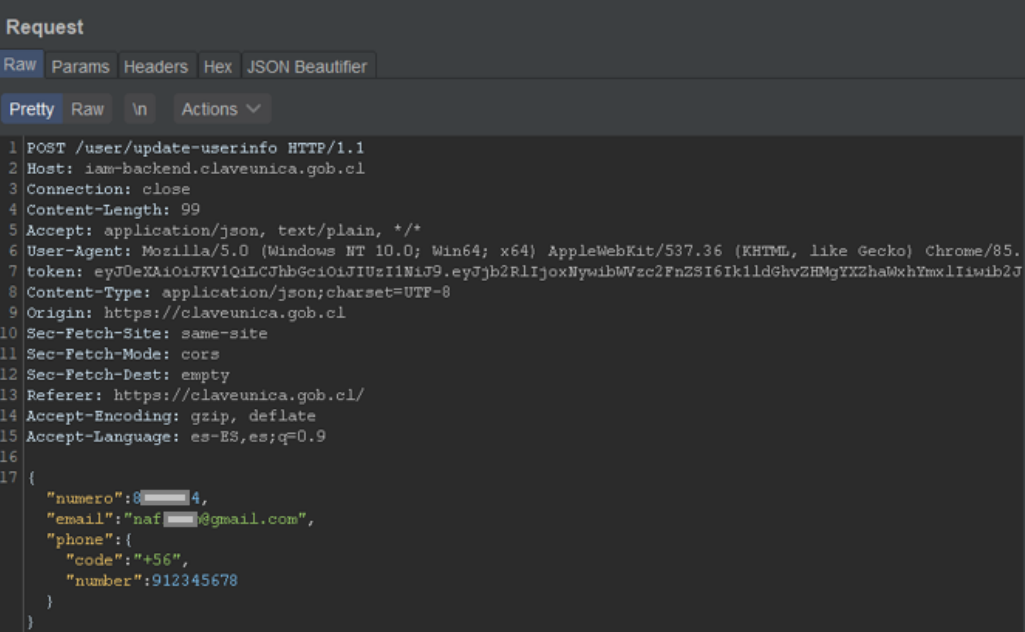 Request
Raw Params Headers Hex JSON Beautifier
Pretty Raw \n Actions
1 POST /user/update-userinfo HTTP/1.1
2 Host: iam-backend.claveunica.gob.cl
3 Connection: close
4 Content-Length: 99
5 Accept: application/json, text/plain, */*
6 User-Agent: Mozilla/5.0 (Windows NT 10.0; Win64; x64) AppleWebKit/537.36 (KHTML, like Gecko) Chrome/85.
7 token: eyJ0eXAiOiJKV1QiLCJhbGciOiJIUzI1NiJ9.eyJjb2RlIjoxNywibWVzc2FnZSI6Ik1ldGhvZHMgYXZhaWxhYmxlIiwib2J
8 Content-Type: application/json;charset=UTF-8
9 Origin: https://claveunica.gob.cl
10 Sec-Fetch-Site: same-site
11 Sec-Fetch-Mode: cors
12 Sec-Fetch-Dest: empty
13 Referer: https://claveunica.gob.cl/
14 Accept-Encoding: gzip, deflate
15 Accept-Language: es-ES,es;q=0.9
16
17 {
"numero":8 4,
"email":"naf @gmail.com",
"phone":{
"code":"+56",
"number":912345678
}
}